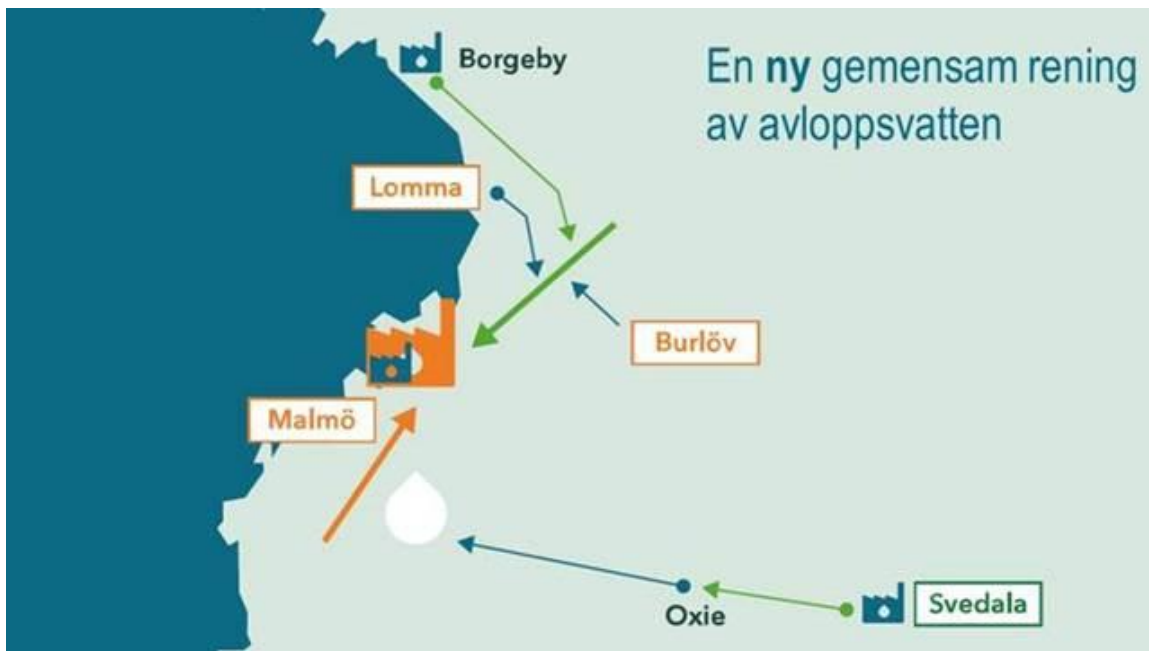 Borgeby
En ny gemensam rening
av avloppsvatten
Lomma
Burlöv
Malmö
Oxie
Svedala